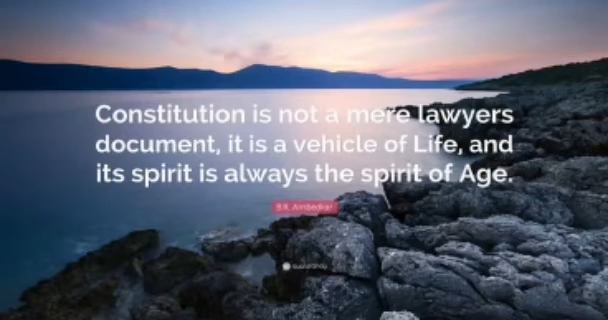 Constitution is not a mere lawyers
document, it is a vehicle of Life, and
its spirit is always the spirit of Age.
B.R. Ambedkar